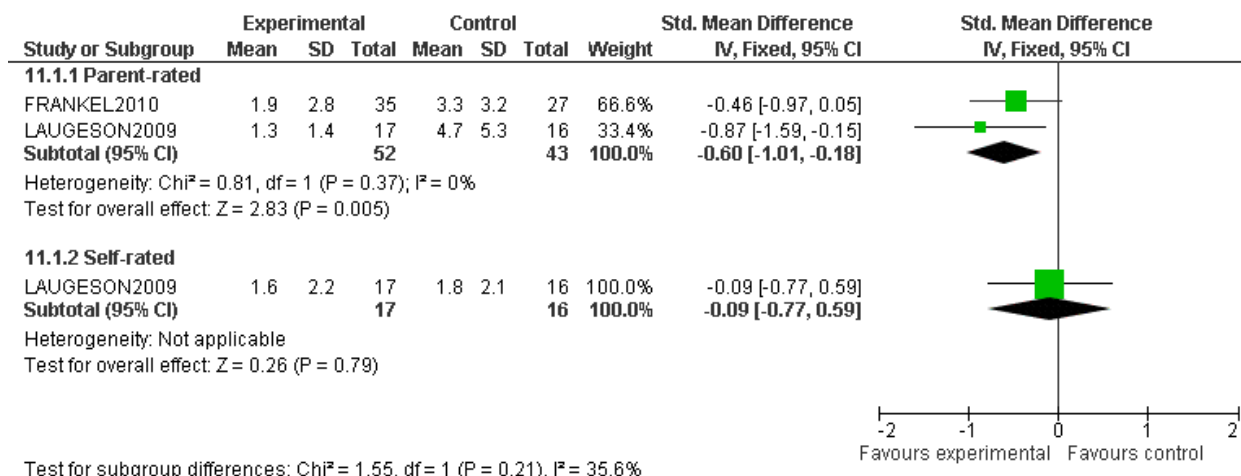 Experimental Control Std. Mean Difference Std. Mean Difference
Study or Subgroup Mean SD Total Mean SD Total Weight IV, Fixed, 95% CI IV, Fixed, 95% CI
11.1.1 Parent-rated
FRANKEL2010 1.9 2.8 35 3.3 3.2 27 66.6% -0.46 [-0.97, 0.05]
LAUGESON2009 1.3 1.4 17 4.7 5.3 16 33.4% -0.87 [-1.59, -0.15]
Subtotal (95% CI) 52 43 100.0% -0.60 [-1.01, -0.18]
Heterogeneity: Chi² = 0.81, df = 1 (P = 0.37); I² = 0%
Test for overall effect: Z = 2.83 (P = 0.005)
11.1.2 Self-rated
LAUGESON2009 1.6 2.2 17 1.8 2.1 16 100.0% -0.09 [-0.77, 0.59]
Subtotal (95% CI) 17 16 100.0% -0.09 [-0.77, 0.59]
Heterogeneity: Not applicable
Test for overall effect: Z = 0.26 (P = 0.79)
-2 -1 0 1 2
Favours experimental Favours control
Test for subgroup differences: Chi² = 1.55, df = 1 (P = 0.21), I² = 35.6%